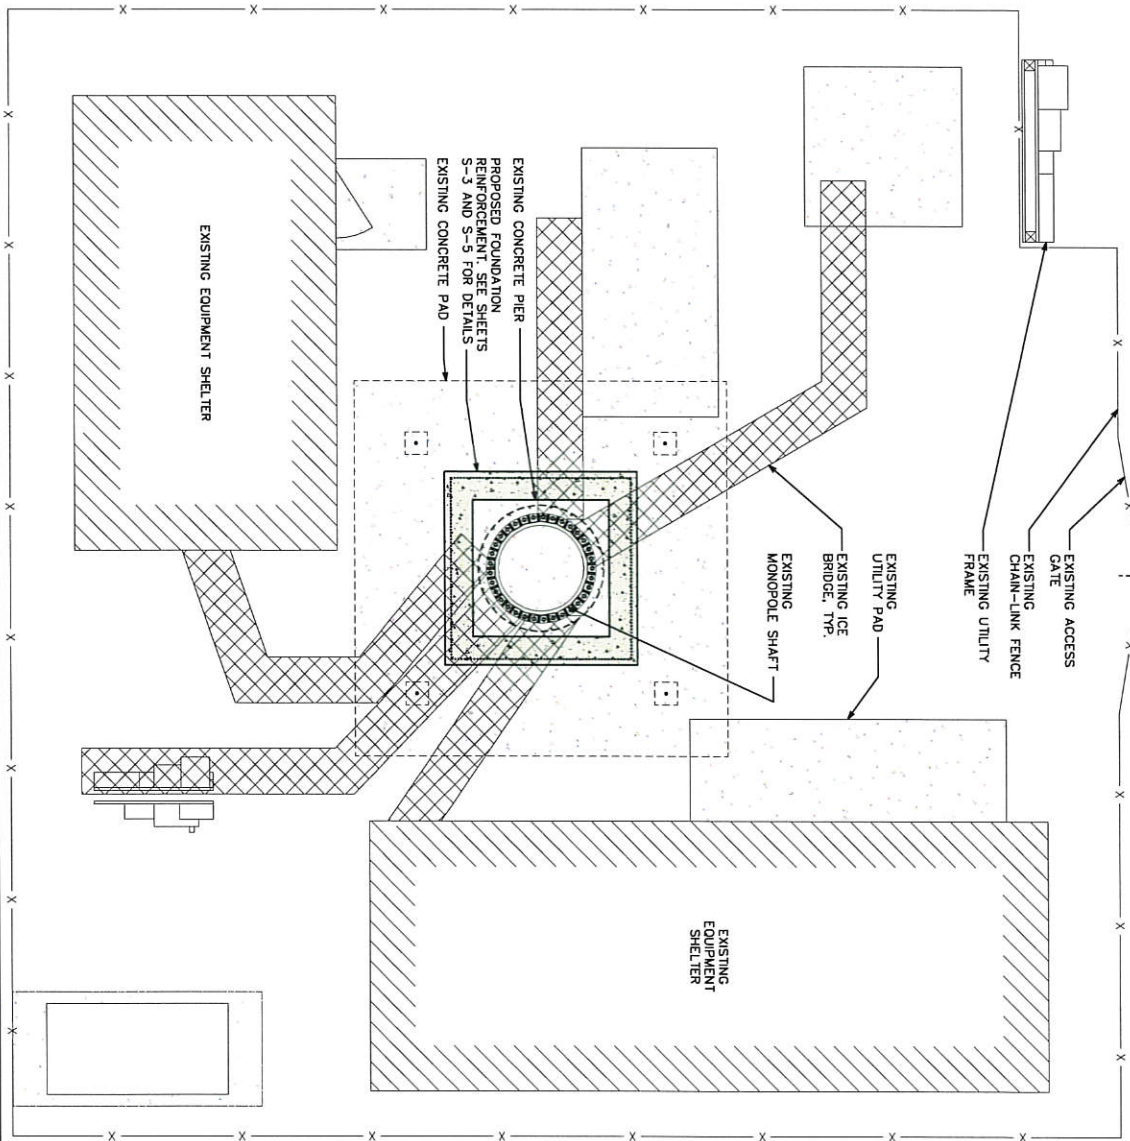 EXISTING ACCESS
GATE
EXISTING
CHAIN-LINK FENCE
EXISTING UTILITY
FRAME
EXISTING
UTILITY PAD
EXISTING ICE
BRIDGE, TYP.
EXISTING
MONOPOLE SHAFT
EXISTING CONCRETE PIER
PROPOSED FOUNDATION
REINFORCEMENT. SEE SHEETS
S-3 AND S-5 FOR DETAILS
EXISTING CONCRETE PAD
EXISTING EQUIPMENT SHELTER
EXISTING
EQUIPMENT
SHELTER